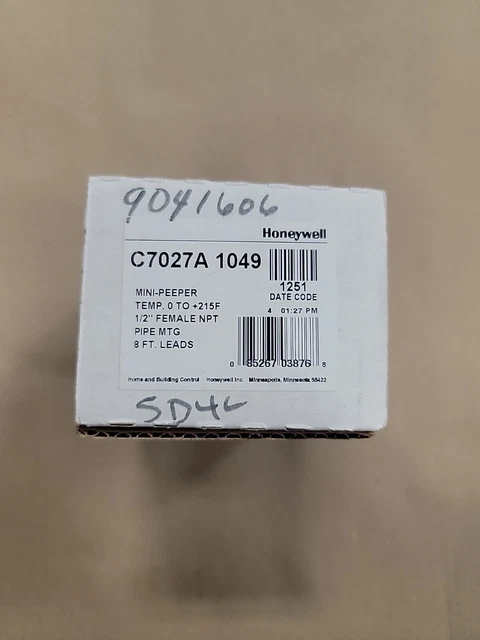 9041606
Honeywell
C7027A 1049
1251
DATE CODE
MINI-PEEPER
TEMP. 0 TO +215F
1/2" FEMALE NPT
PIPE MTG
8 FT. LEADS
4 01:27 PM
0 85267 03876 8
Home and Building Control Honeywell Inc. Minneapolis, Minnesota 55422
SD4L